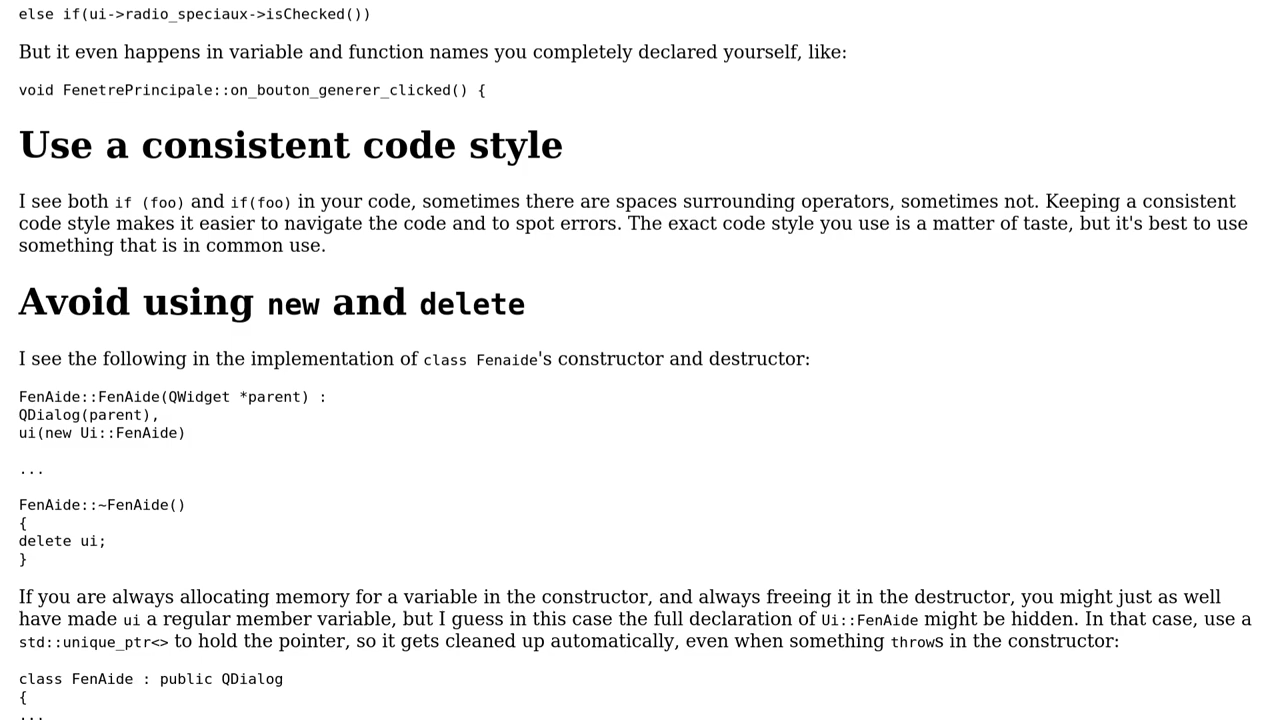 else if(ui->radio_speciaux->isChecked())
But it even happens in variable and function names you completely declared yourself, like:
void FenetrePrincipale::on_bouton_generer_clicked() {
Use a consistent code style
I see both if (foo) and if(foo) in your code, sometimes there are spaces surrounding operators, sometimes not. Keeping a consistent
code style makes it easier to navigate the code and to spot errors. The exact code style you use is a matter of taste, but it's best to use
something that is in common use.
Avoid using new and delete
I see the following in the implementation of class Fenaide's constructor and destructor:
FenAide::FenAide(QWidget *parent) :
QDialog(parent),
ui(new Ui::FenAide)
...
FenAide::~FenAide()
{
delete ui;
}
If you are always allocating memory for a variable in the constructor, and always freeing it in the destructor, you might just as well
have made ui a regular member variable, but I guess in this case the full declaration of Ui::FenAide might be hidden. In that case, use a
std::unique_ptr<> to hold the pointer, so it gets cleaned up automatically, even when something throws in the constructor:
class FenAide : public QDialog
{
...